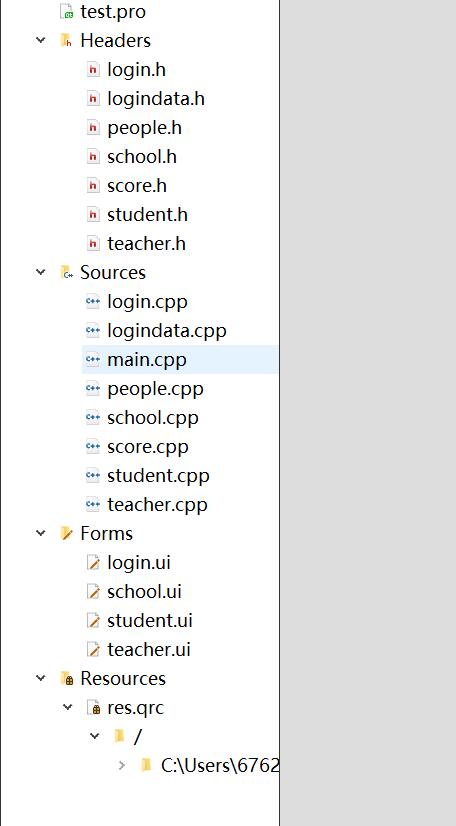 test.pro
Headers
login.h
logindata.h
people.h
school.h
score.h
student.h
teacher.h
Sources
login.cpp
logindata.cpp
main.cpp
people.cpp
school.cpp
score.cpp
student.cpp
teacher.cpp
Forms
login.ui
school.ui
student.ui
teacher.ui
Resources
res.qrc
/
C:\Users\6762